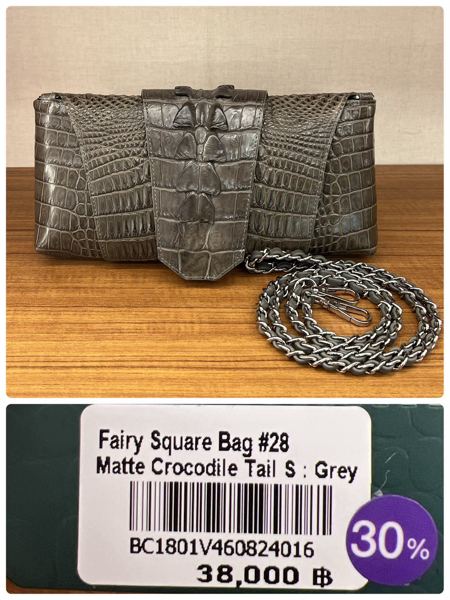 Fairy Square Bag #28
Matte Crocodile Tail S : Grey
BC1801V460824016
38,000 ฿
30%